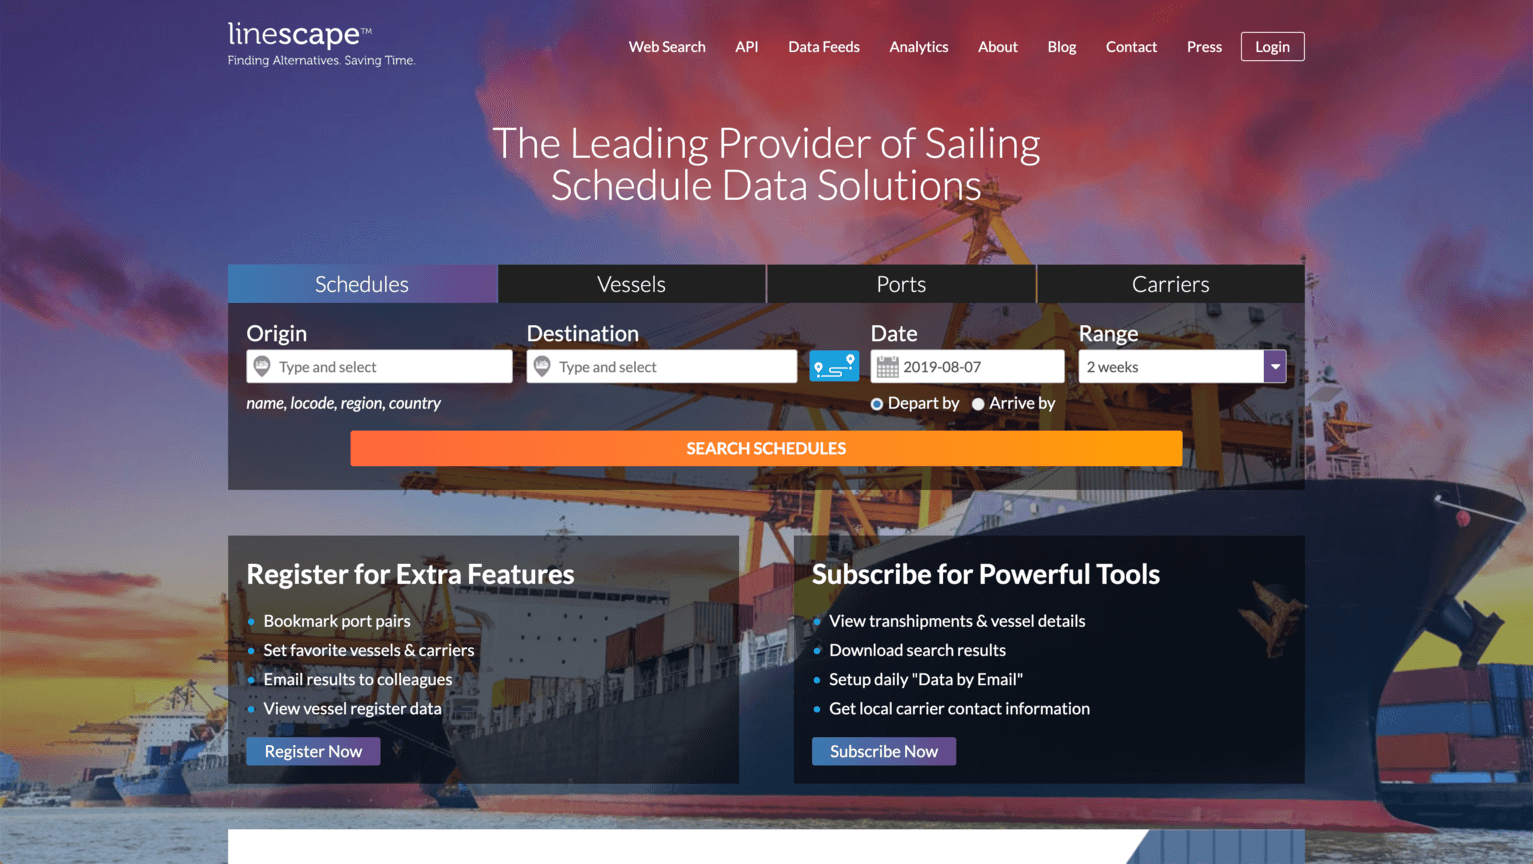 linescape™
Finding Alternatives. Saving Time.
Web Search API Data Feeds Analytics About Blog Contact Press Login
The Leading Provider of Sailing
Schedule Data Solutions
Schedules Vessels Ports Carriers
Origin Destination Date Range
Type and select Type and select 2019-08-07 2 weeks
name, locode, region, country Depart by Arrive by
SEARCH SCHEDULES
Register for Extra Features
Bookmark port pairs
Set favorite vessels & carriers
Email results to colleagues
View vessel register data
Register Now
Subscribe for Powerful Tools
View transhipments & vessel details
Download search results
Setup daily "Data by Email"
Get local carrier contact information
Subscribe Now